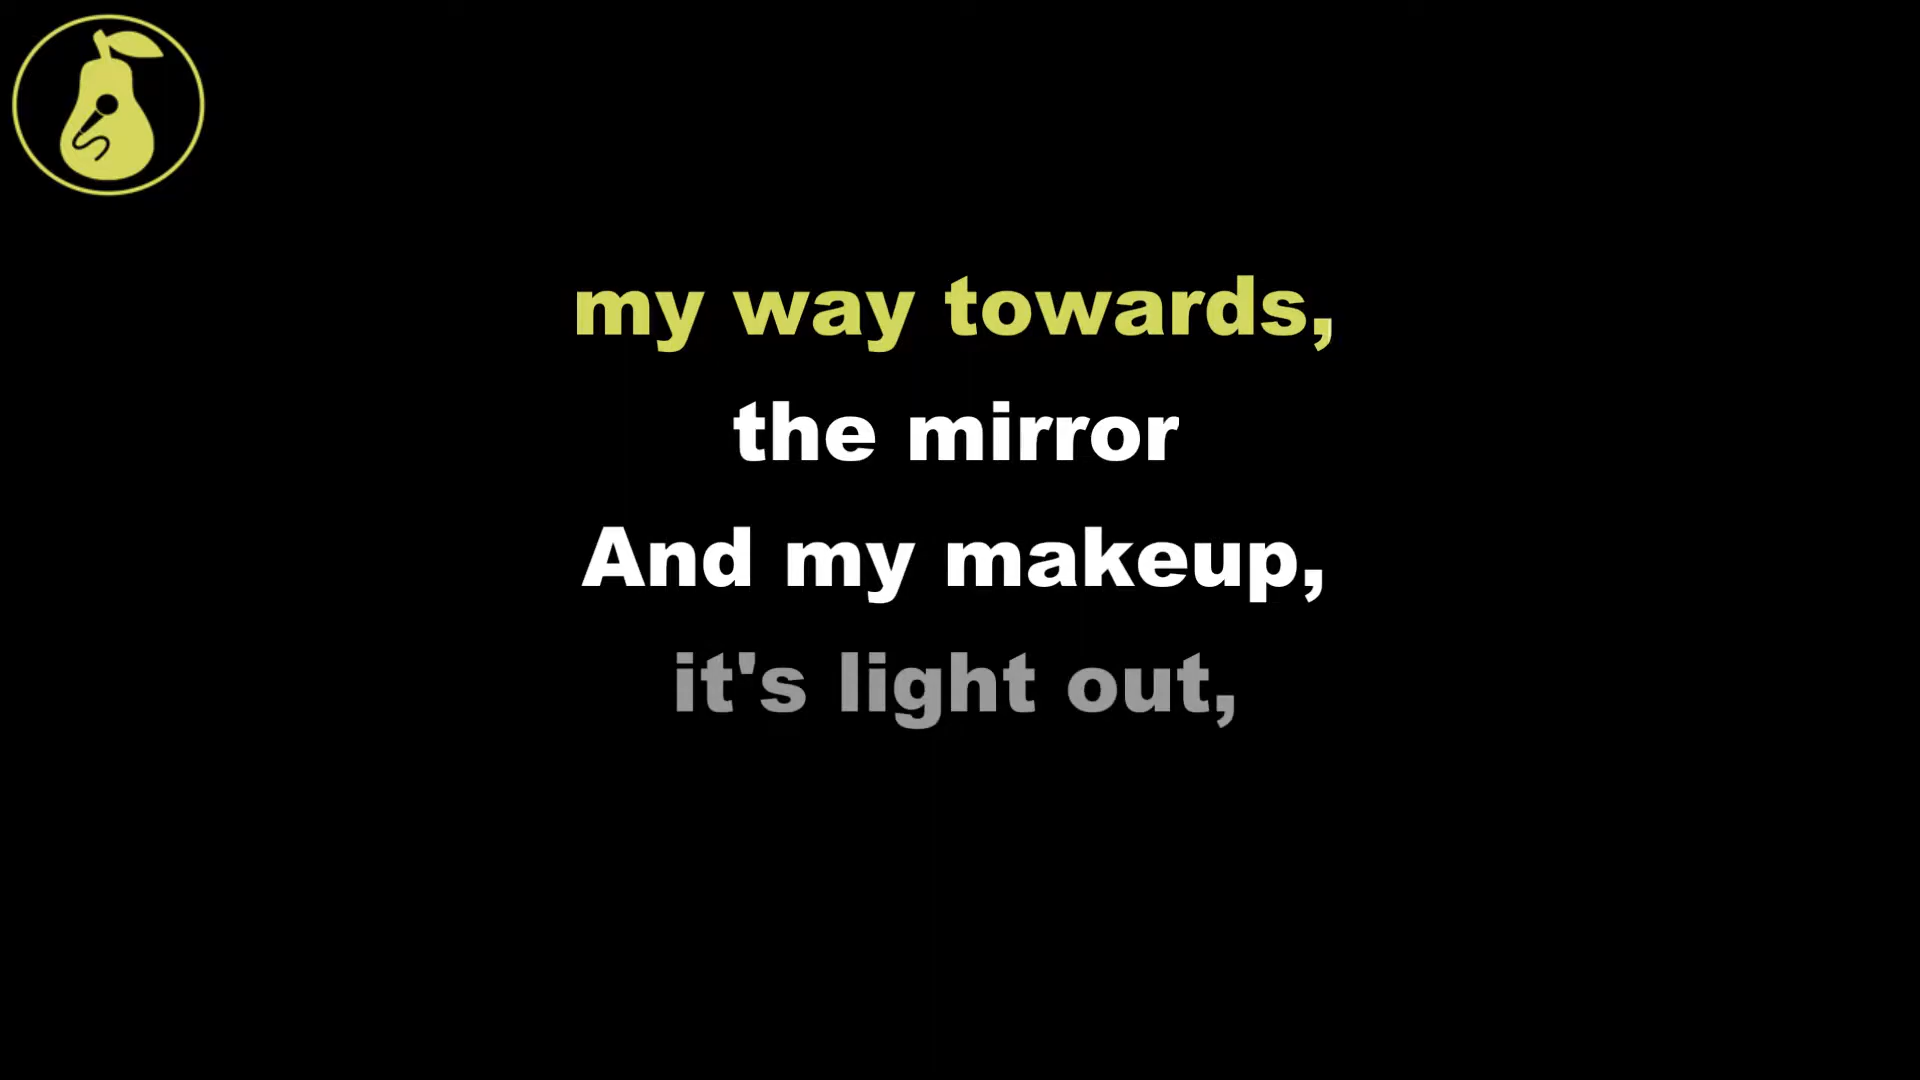 my way towards,
the mirror
And my makeup,
it's light out,